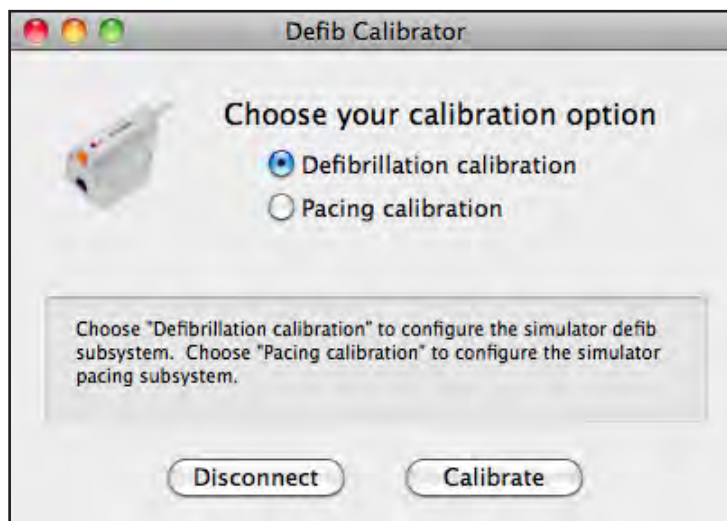 Defib Calibrator
Choose your calibration option
Defibrillation calibration
Pacing calibration
Choose "Defibrillation calibration" to configure the simulator defib
subsystem. Choose "Pacing calibration" to configure the simulator
pacing subsystem.
Disconnect
Calibrate